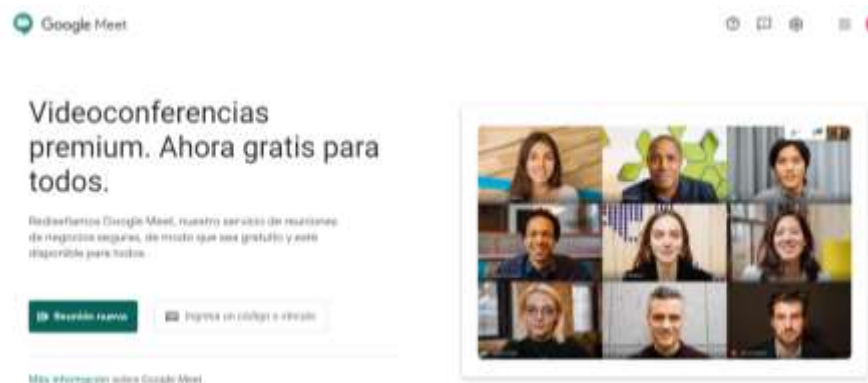 Google Meet
Videoconferencias
premium. Ahora gratis para
todos.
Rediseñamos Google Meet, nuestro servicio de reuniones
de negocios seguras, de modo que sea gratuito y esté
disponible para todos.
Reunión nueva
Ingresa un código o vínculo
Más información sobre Google Meet